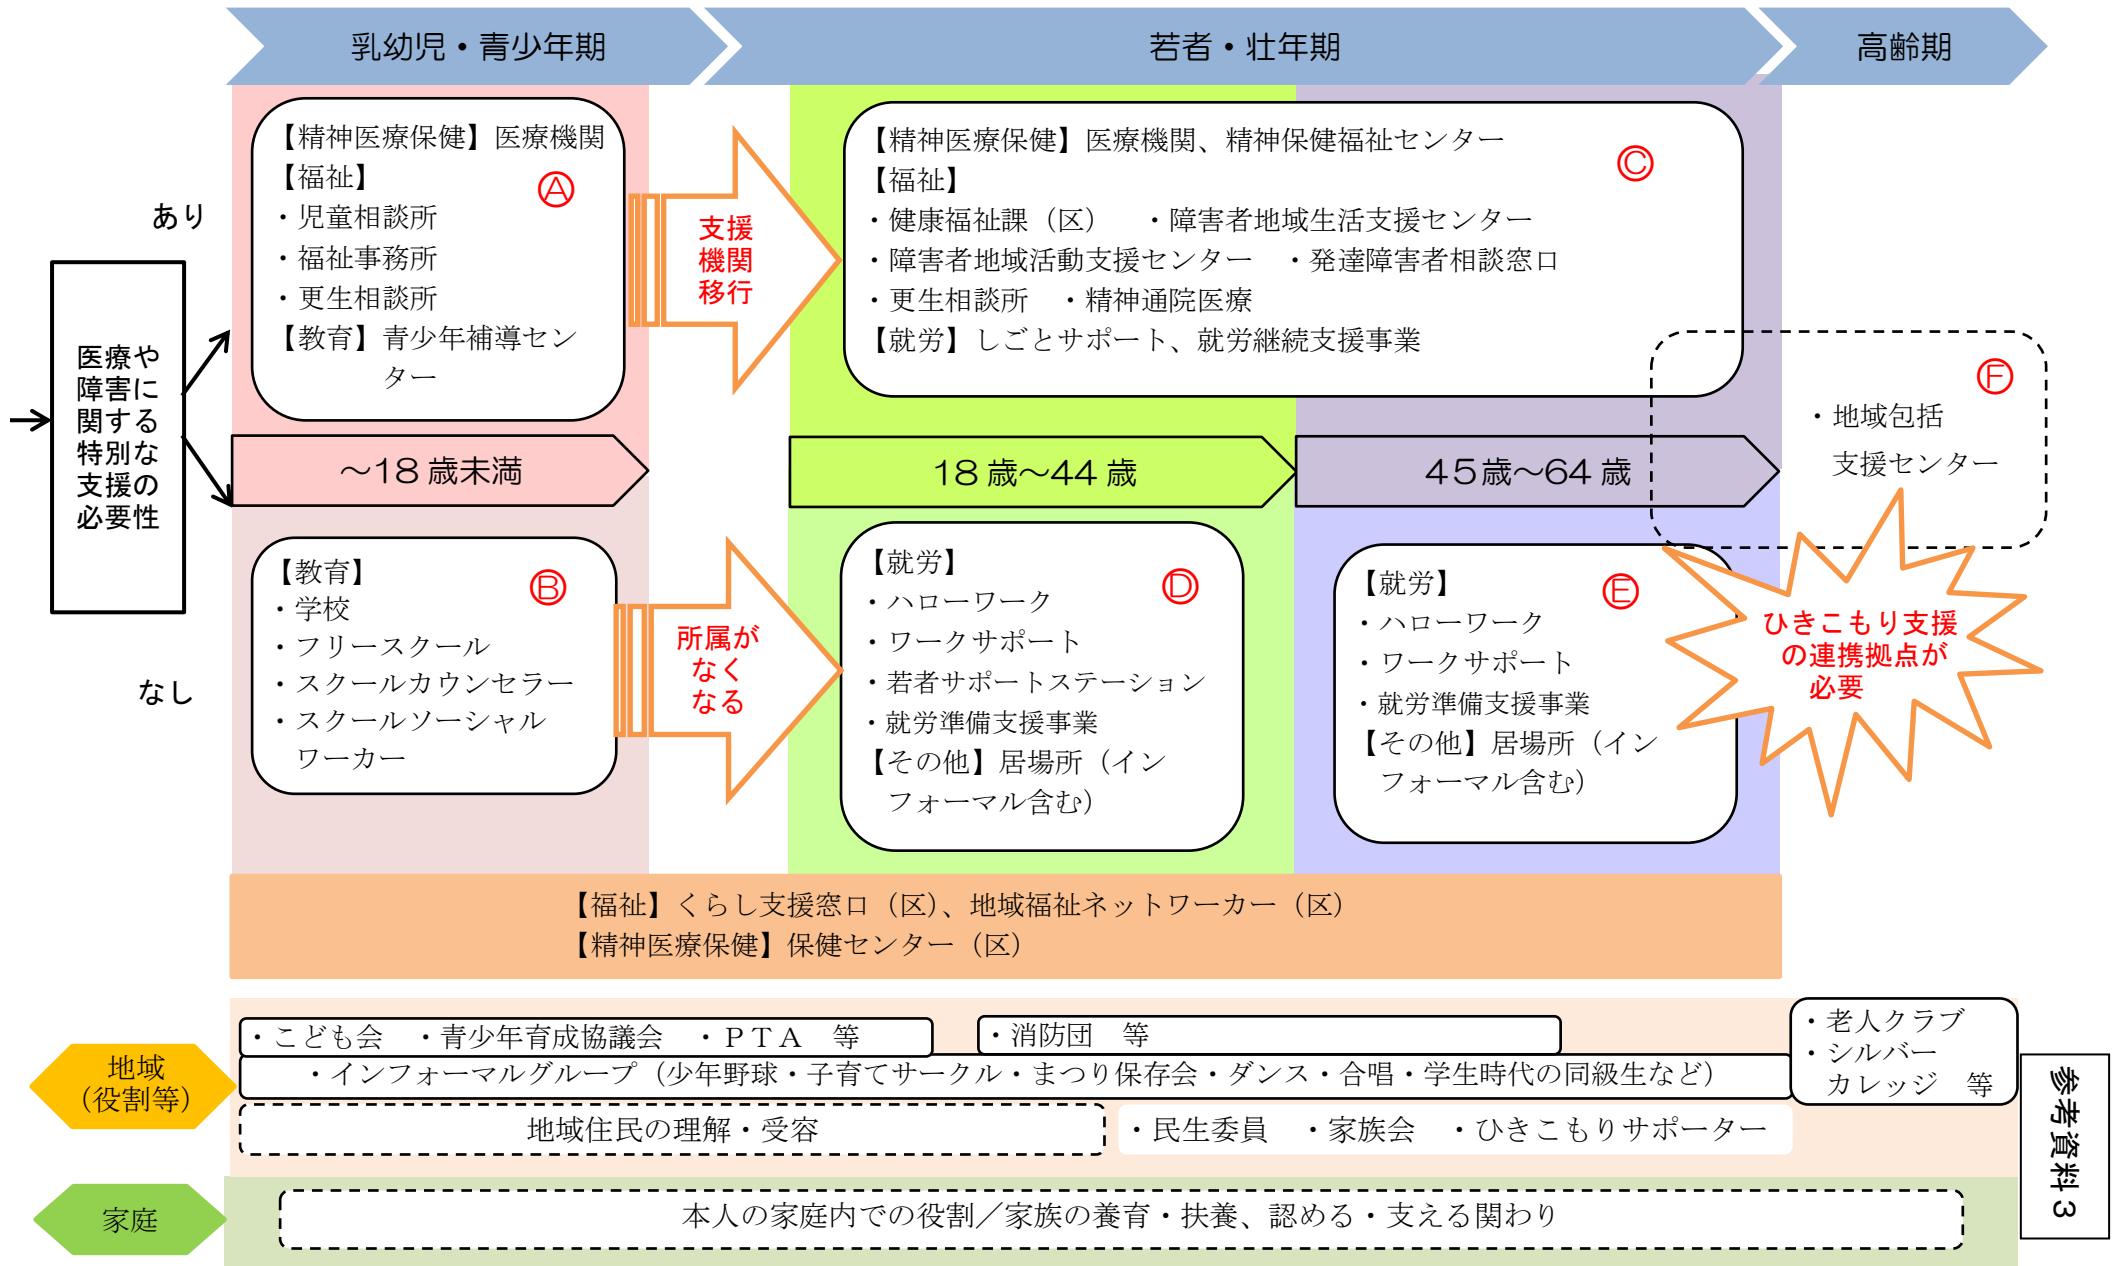 乳幼児・青少年期
若者・壮年期
高齢期
あり
医療や
障害に
関する
特別な
支援の
必要性
なし
【精神医療保健】医療機関
【福祉】
Ⓐ
・児童相談所
・福祉事務所
・更生相談所
【教育】青少年補導セン
ター
支援
機関
移行
【精神医療保健】医療機関、精神保健福祉センター
【福祉】
Ⓒ
・健康福祉課（区）　・障害者地域生活支援センター
・障害者地域活動支援センター　・発達障害者相談窓口
・更生相談所　・精神通院医療
【就労】しごとサポート、就労継続支援事業
Ⓕ
・地域包括
支援センター
～18歳未満
18歳～44歳
45歳～64歳
【教育】
Ⓑ
・学校
・フリースクール
・スクールカウンセラー
・スクールソーシャル
ワーカー
所属が
なく
なる
【就労】
Ⓓ
・ハローワーク
・ワークサポート
・若者サポートステーション
・就労準備支援事業
【その他】居場所（イン
フォーマル含む）
【就労】
Ⓔ
・ハローワーク
・ワークサポート
・就労準備支援事業
【その他】居場所（イン
フォーマル含む）
ひきこもり支援
の連携拠点が
必要
【福祉】くらし支援窓口（区）、地域福祉ネットワーカー（区）
【精神医療保健】保健センター（区）
地域
（役割等）
・こども会　・青少年育成協議会　・ＰＴＡ　等
・消防団　等
・老人クラブ
・シルバー
カレッジ　等
・インフォーマルグループ（少年野球・子育てサークル・まつり保存会・ダンス・合唱・学生時代の同級生など）
地域住民の理解・受容
・民生委員　・家族会　・ひきこもりサポーター
参考資料3
家庭
本人の家庭内での役割／家族の養育・扶養、認める・支える関わり